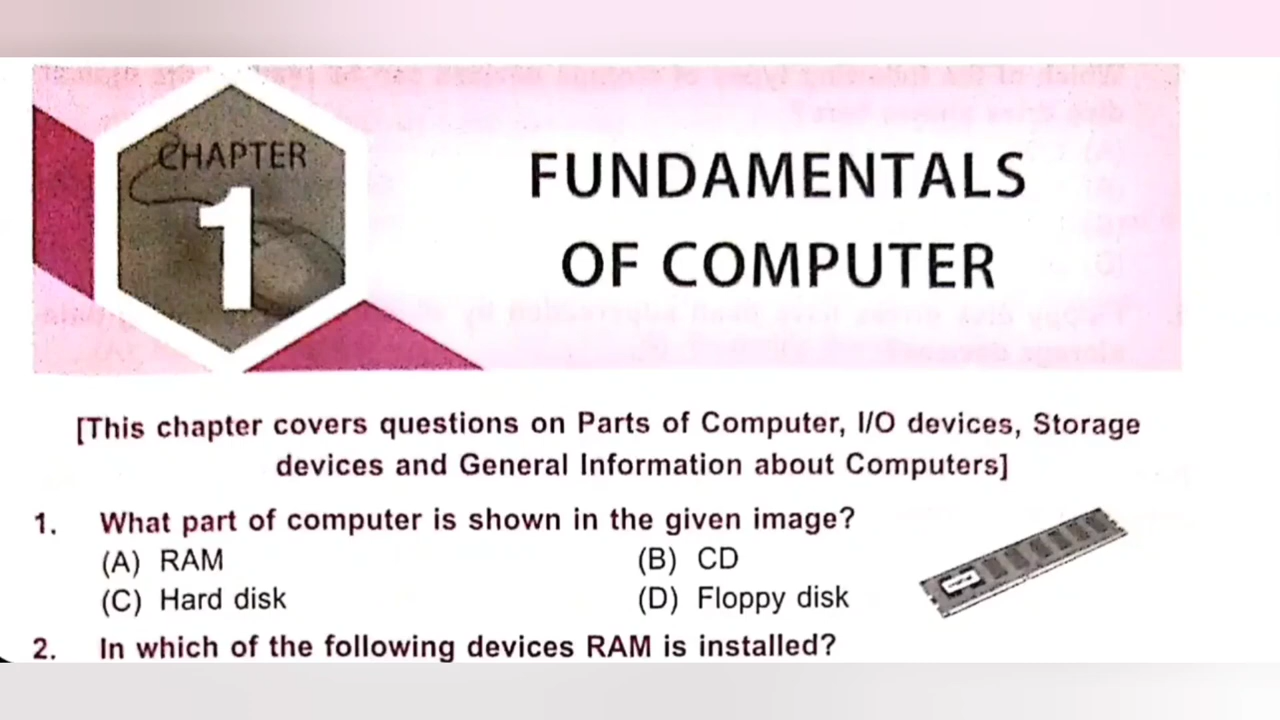 CHAPTER
1
FUNDAMENTALS
OF COMPUTER
[This chapter covers questions on Parts of Computer, I/O devices, Storage
devices and General Information about Computers]
1. What part of computer is shown in the given image?
(A) RAM (B) CD
(C) Hard disk (D) Floppy disk
2. In which of the following devices RAM is installed?